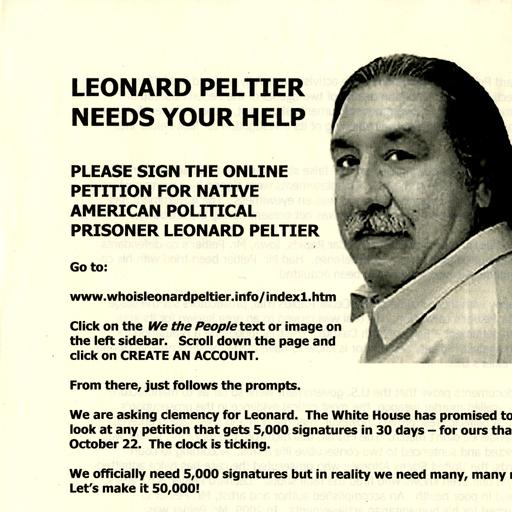 LEONARD PELTIER
NEEDS YOUR HELP
PLEASE SIGN THE ONLINE
PETITION FOR NATIVE
AMERICAN POLITICAL
PRISONER LEONARD PELTIER
Go to:
www.whoisleonardpeltier.info/index1.htm
Click on the We the People text or image on
the left sidebar. Scroll down the page and
click on CREATE AN ACCOUNT.
From there, just follows the prompts.
We are asking clemency for Leonard. The White House has promised to
look at any petition that gets 5,000 signatures in 30 days – for ours tha
October 22. The clock is ticking.
We officially need 5,000 signatures but in reality we need many, many
Let's make it 50,000!